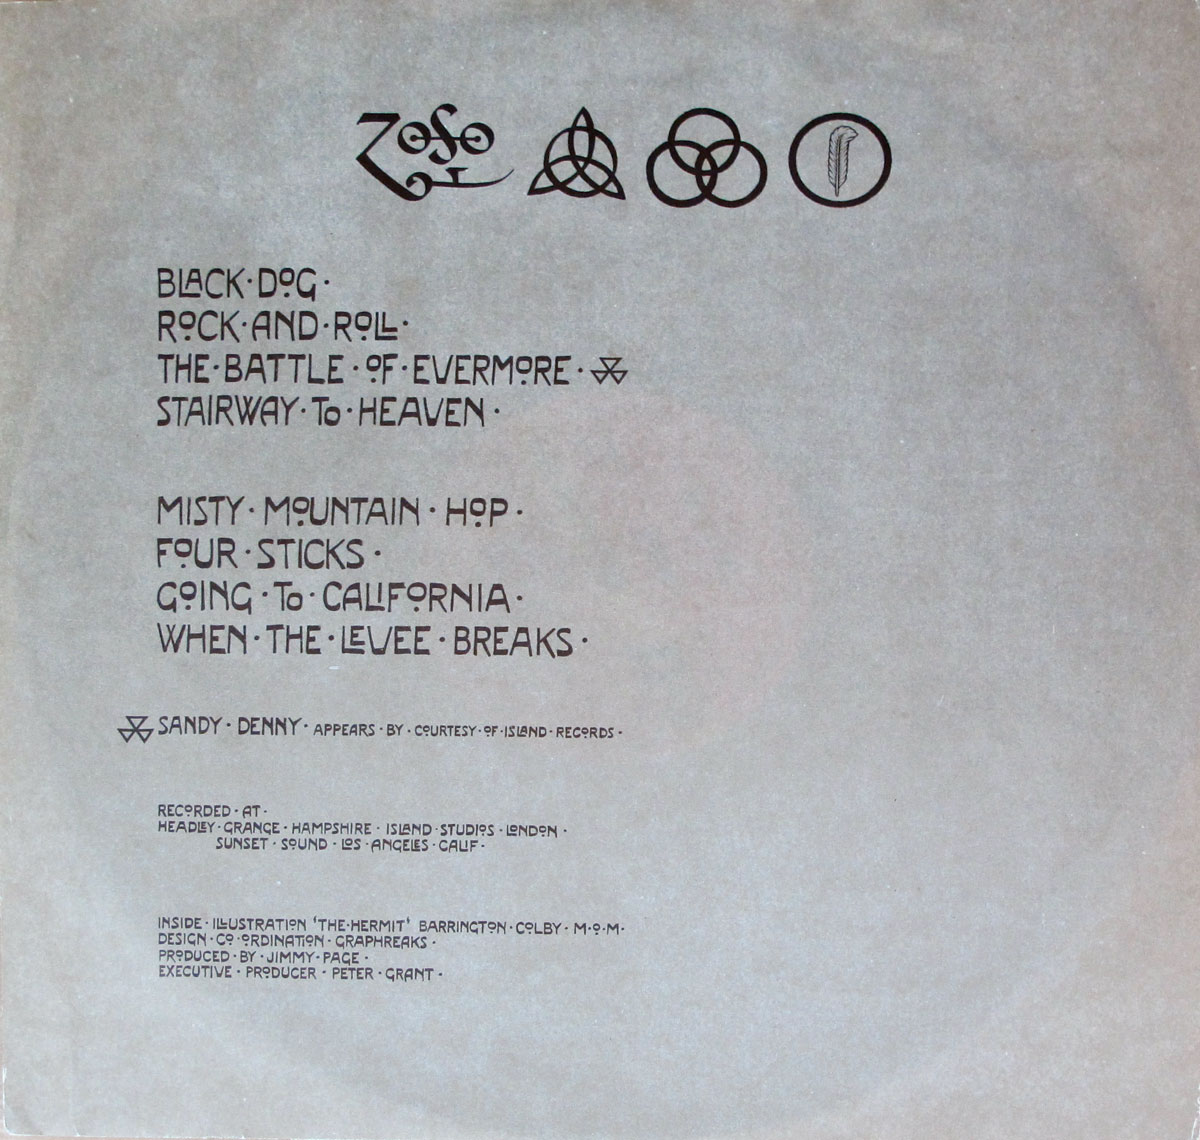 ZOSO
BLACK·DOG·
ROCK·AND·ROLL·
THE·BATTLE·OF·EVERMORE·
STAIRWAY·TO·HEAVEN·
MISTY·MOUNTAIN·HOP·
FOUR·STICKS·
GOING·TO·CALIFORNIA·
WHEN·THE·LEVEE·BREAKS·
SANDY·DENNY·APPEARS·BY·COURTESY·OF·ISLAND·RECORDS·
RECORDED·AT·
HEADLEY·GRANGE·HAMPSHIRE·ISLAND·STUDIOS·LONDON·
SUNSET·SOUND·LOS·ANGELES·CALIF·
INSIDE·ILLUSTRATION 'THE·HERMIT' BARRINGTON·COLBY·M·O·M·
DESIGN·CO·ORDINATION·GRAPHREAKS·
PRODUCED·BY·JIMMY·PAGE·
EXECUTIVE·PRODUCER·PETER·GRANT·